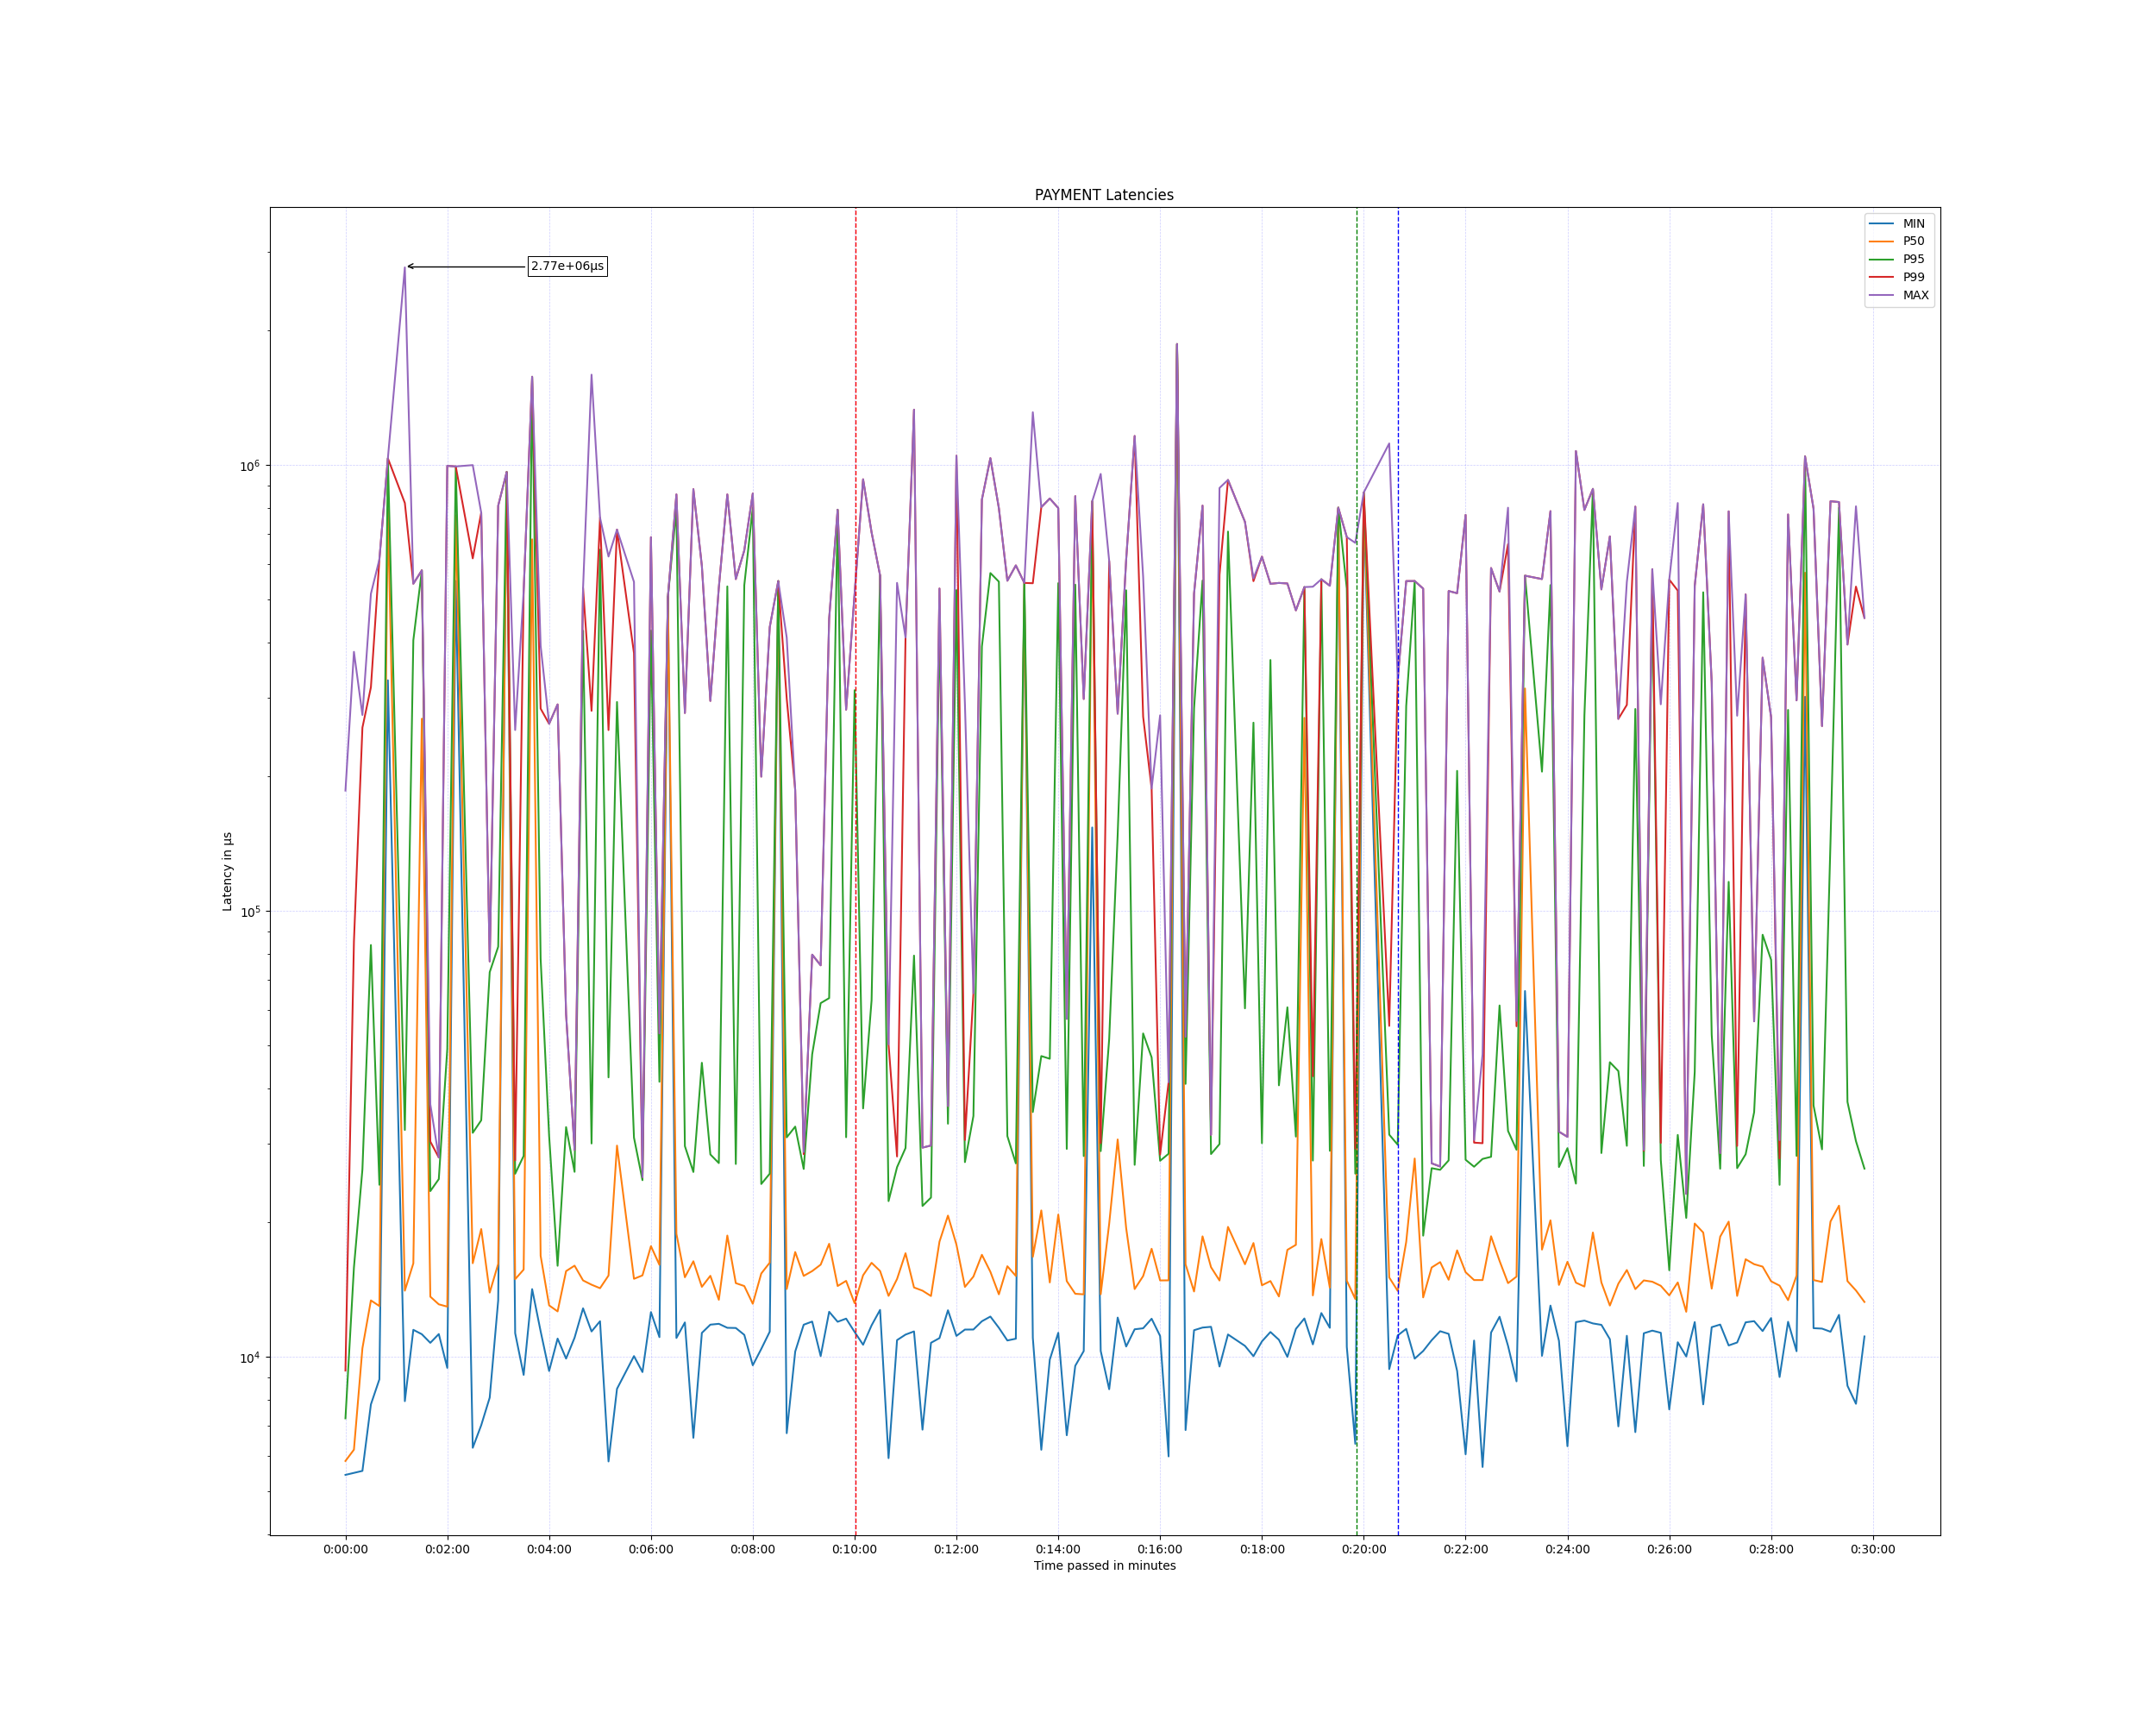 PAYMENT Latencies
MIN
P50
P95
P99
MAX
2.77e+06µs
10⁶
10⁵
10⁴
Latency in µs
0:00:00 0:02:00 0:04:00 0:06:00 0:08:00 0:10:00 0:12:00 0:14:00 0:16:00 0:18:00 0:20:00 0:22:00 0:24:00 0:26:00 0:28:00 0:30:00
Time passed in minutes